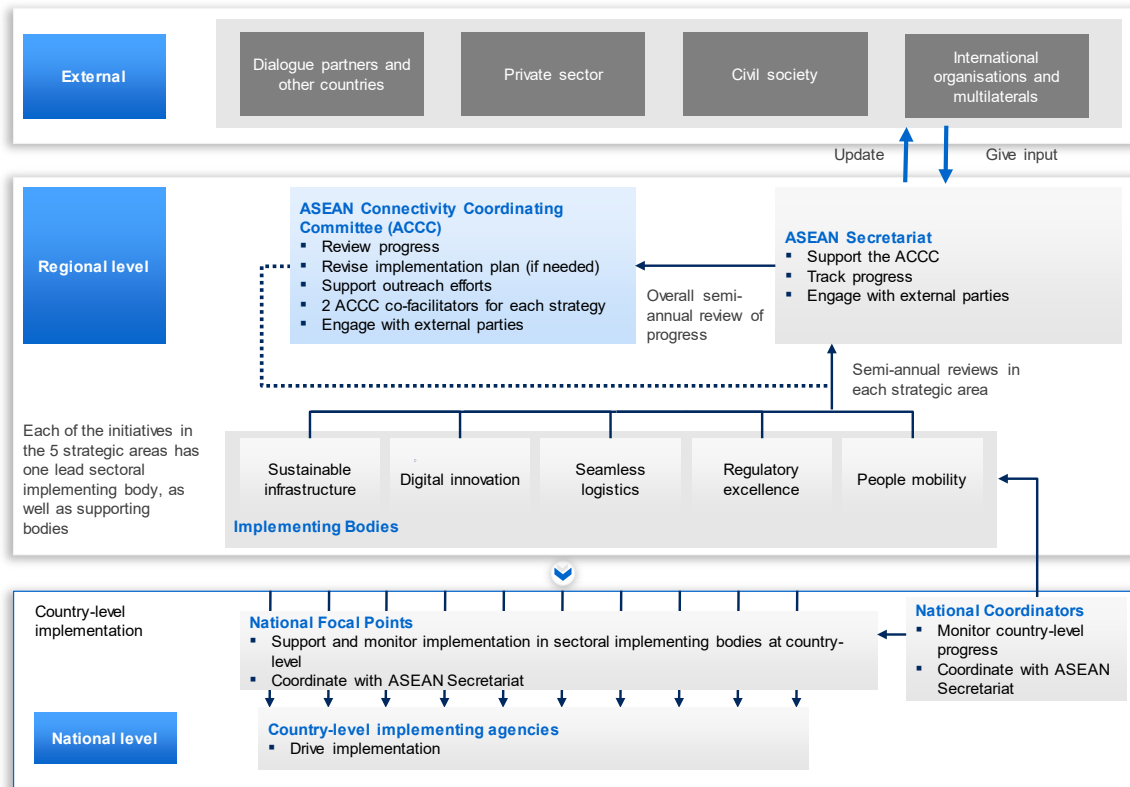 External
Dialogue partners and
other countries
Private sector
Civil society
International
organisations and
multilaterals
Update
Give input
Regional level
ASEAN Connectivity Coordinating
Committee (ACCC)
▪ Review progress
▪ Revise implementation plan (if needed)
▪ Support outreach efforts
▪ 2 ACCC co-facilitators for each strategy
▪ Engage with external parties
ASEAN Secretariat
▪ Support the ACCC
▪ Track progress
▪ Engage with external parties
Overall semi-
annual review of
progress
Semi-annual reviews in
each strategic area
Each of the initiatives in
the 5 strategic areas has
one lead sectoral
implementing body, as
well as supporting
bodies
Sustainable
infrastructure
Digital innovation
Seamless
logistics
Regulatory
excellence
People mobility
Implementing Bodies
Country-level
implementation
National Focal Points
▪ Support and monitor implementation in sectoral implementing bodies at country-
level
▪ Coordinate with ASEAN Secretariat
National Coordinators
▪ Monitor country-level
progress
▪ Coordinate with ASEAN
Secretariat
National level
Country-level implementing agencies
▪ Drive implementation